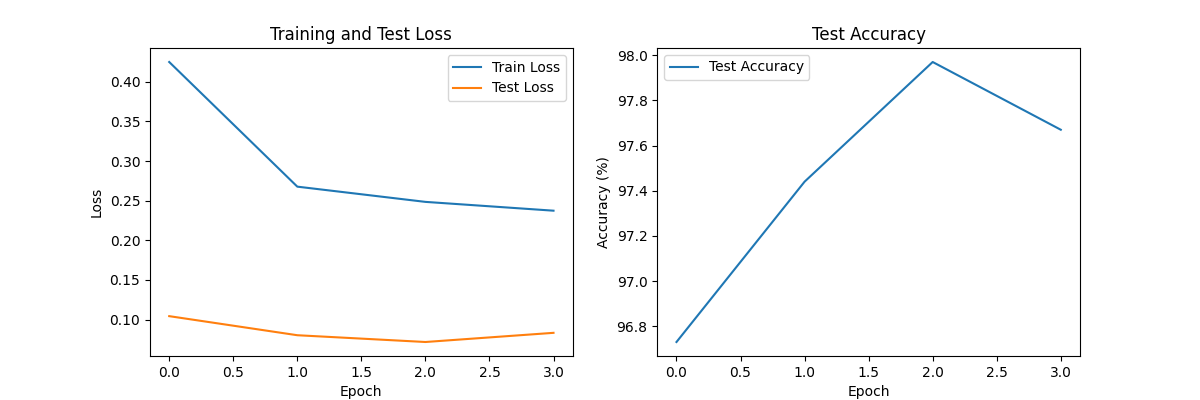 Training and Test Loss
Train Loss
Test Loss
0.40
0.35
0.30
0.25
0.20
0.15
0.10
Loss
0.0 0.5 1.0 1.5 2.0 2.5 3.0
Epoch
Test Accuracy
Test Accuracy
98.0
97.8
97.6
97.4
97.2
97.0
96.8
Accuracy (%)
0.0 0.5 1.0 1.5 2.0 2.5 3.0
Epoch